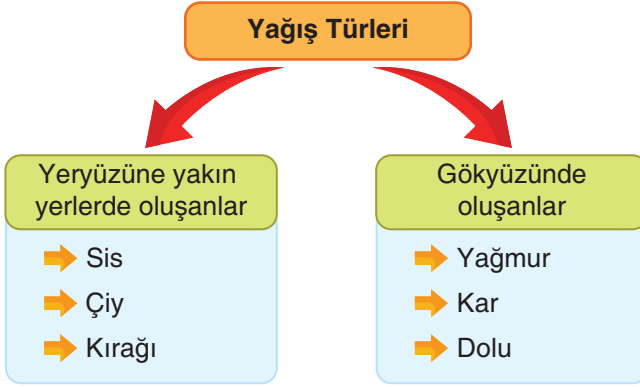 Yağış Türleri
Yeryüzüne yakın
yerlerde oluşanlar
Sis
Çiy
Kırağı
Gökyüzünde
oluşanlar
Yağmur
Kar
Dolu